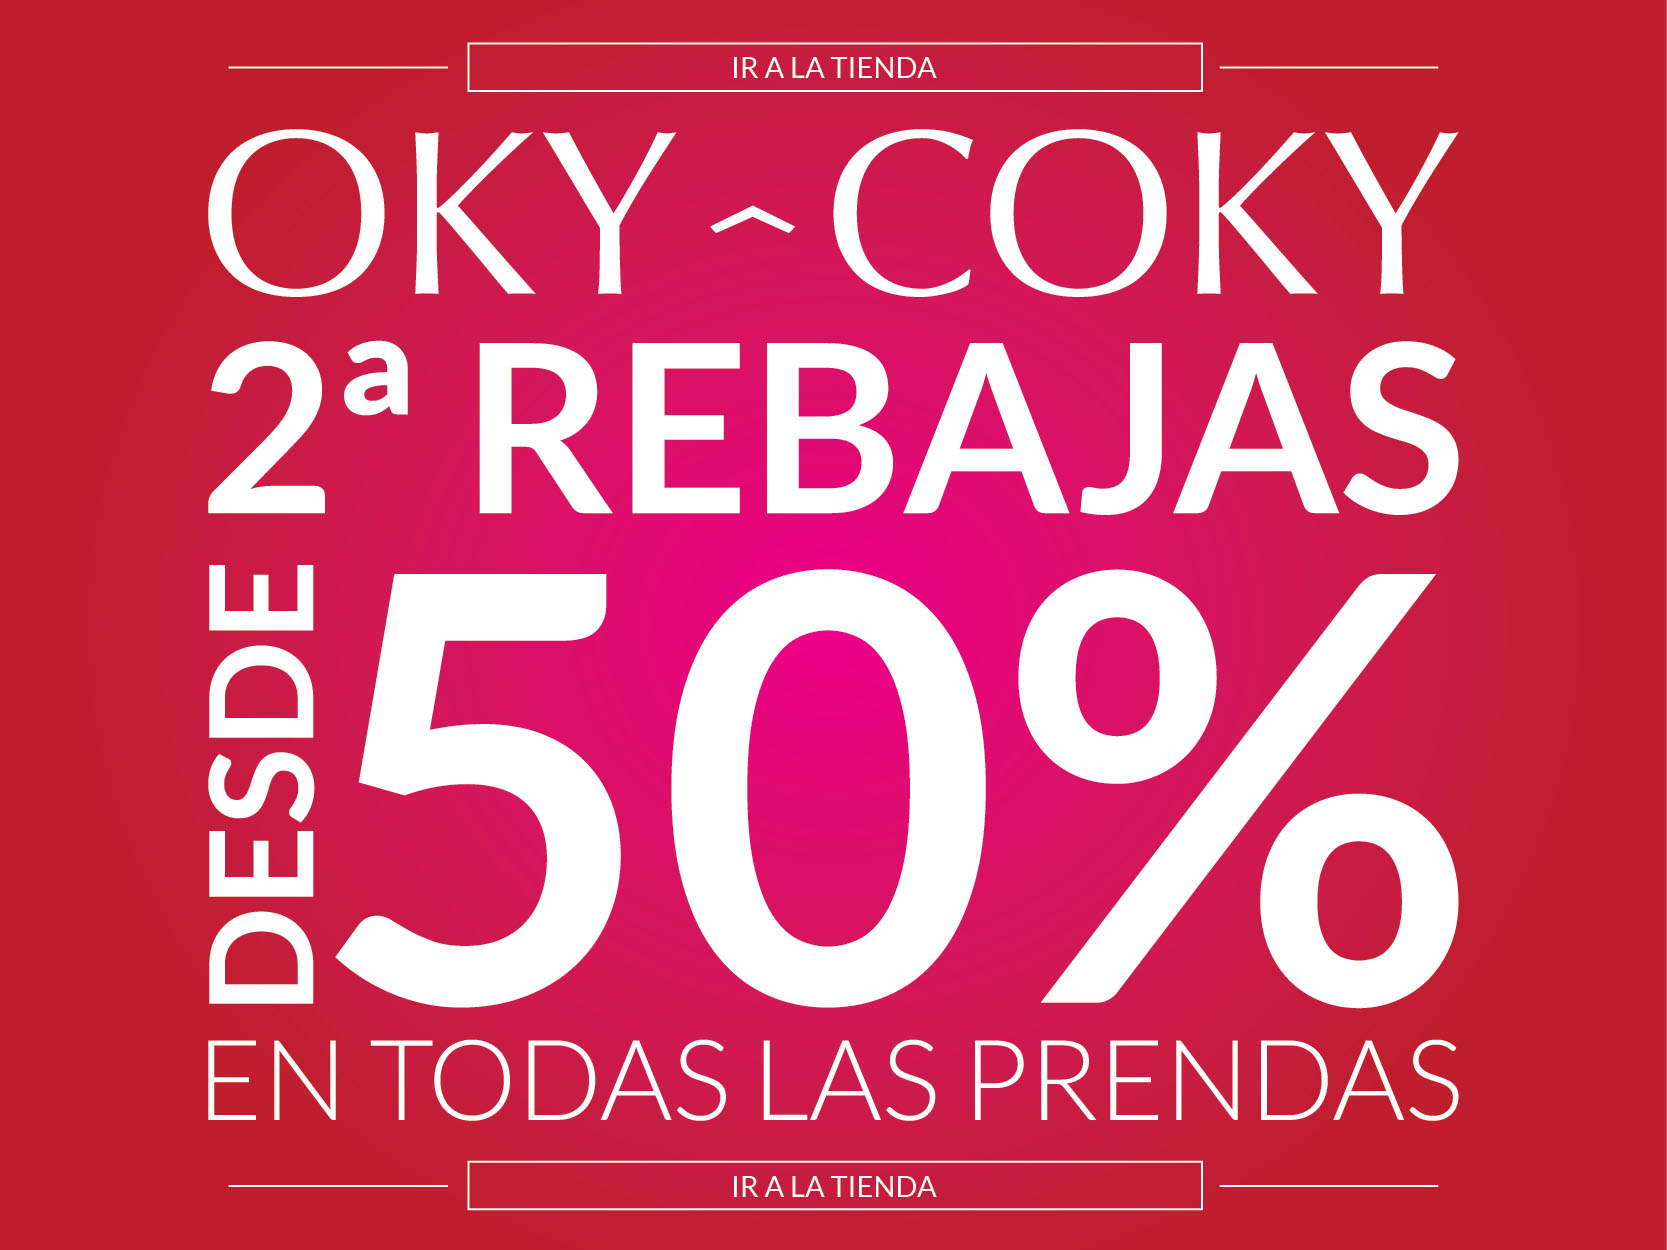 IR A LA TIENDA
OKY ^ COKY
2ª REBAJAS
DESDE
50%
EN TODAS LAS PRENDAS
IR A LA TIENDA